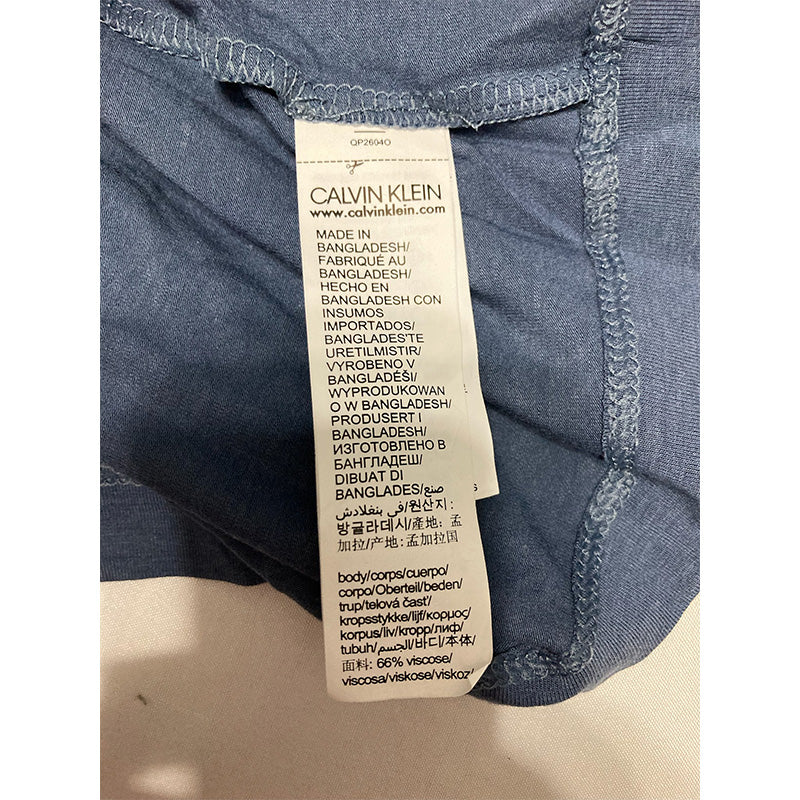 QP2604O
CALVIN KLEIN
www.calvinklein.com
MADE IN
BANGLADESH/
FABRIQUÉ AU
BANGLADESH/
HECHO EN
BANGLADESH CON
INSUMOS
IMPORTADOS/
BANGLADEŞ'TE
URETILMISTIR/
VYROBENO V
BANGLADÉŠI/
WYPRODUKOWAN
O W BANGLADESH/
PRODUSERT I
BANGLADESH/
ИЗГОТОВЛЕНО В
БАНГЛАДЕШ/
DIBUAT DI
BANGLADES/صنع
في بنغلادش/원산지 :
방글라데시/產地: 孟
加拉/产地: 孟加拉国
body/corps/cuerpo/
corpo/Oberteil/beden/
trup/telová časť/
kropsstykke/lijf/κορμος/
korpus/liv/kropp/лиф/
tubuh/الجسم/바디/本体/
面料: 66% viscose/
viscosa/viskose/viskoz/